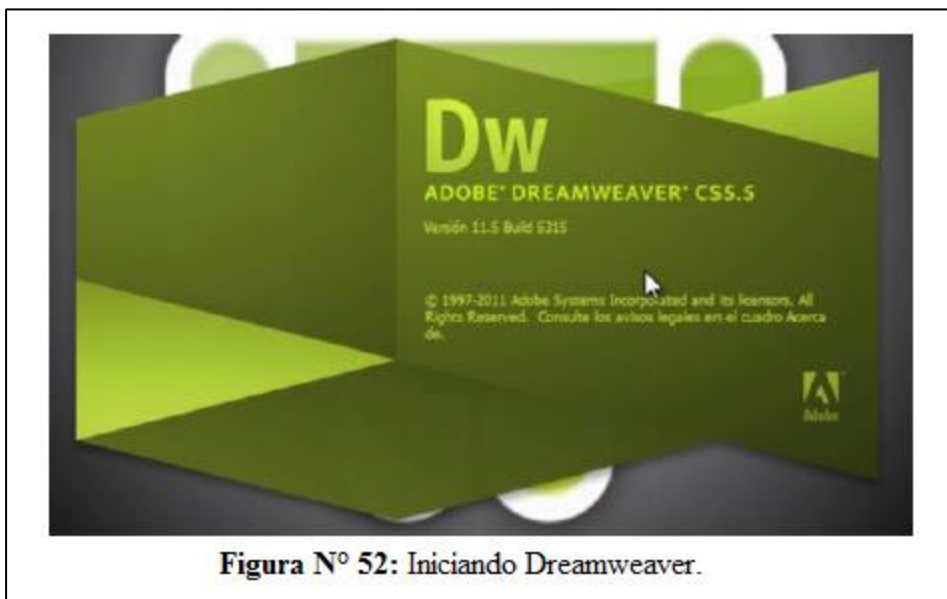 Dw
ADOBE® DREAMWEAVER® CS5.5
Versión 11.5 Build 5315
© 1997-2011 Adobe Systems Incorporated and its licensors. All
Rights Reserved. Consulte los avisos legales en el cuadro Acerca
de.
Adobe
Figura N° 52: Iniciando Dreamweaver.